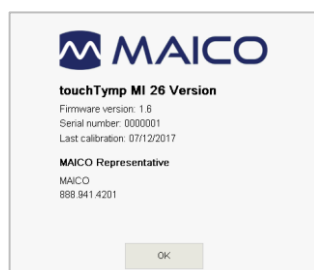 MAICO
touchTymp MI 26 Version
Firmware version: 1.6
Serial number: 0000001
Last calibration: 07/12/2017
MAICO Representative
MAICO
888.941.4201
OK